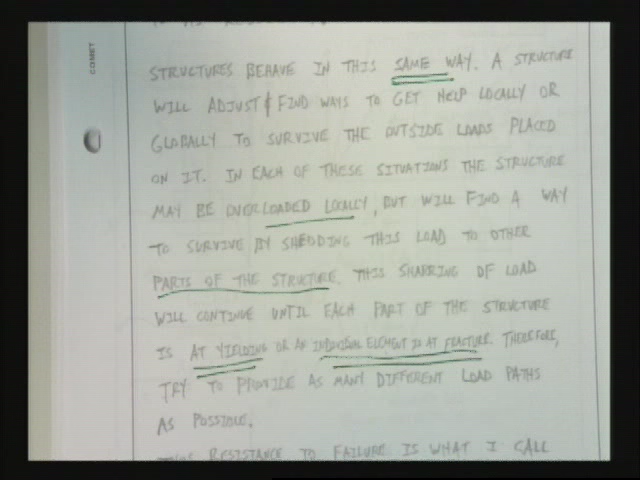 COMET
STRUCTURES BEHAVE IN THIS SAME WAY. A STRUCTURE
WILL ADJUST & FIND WAYS TO GET HELP LOCALLY OR
GLOBALLY TO SURVIVE THE OUTSIDE LOADS PLACED
ON IT. IN EACH OF THESE SITUATIONS THE STRUCTURE
MAY BE OVERLOADED LOCALLY, BUT WILL FIND A WAY
TO SURVIVE BY SHEDDING THIS LOAD TO OTHER
PARTS OF THE STRUCTURE. THIS SHARRING OF LOAD
WILL CONTINUE UNTIL EACH PART OF THE STRUCTURE
IS AT YIELDING OR AN INDIVIDUAL ELEMENT IS AT FRACTURE. THEREFORE,
TRY TO PROVIDE AS MANY DIFFERENT LOAD PATHS
AS POSSIBLE.
THIS RESISTANCE TO FAILURE IS WHAT I CALL